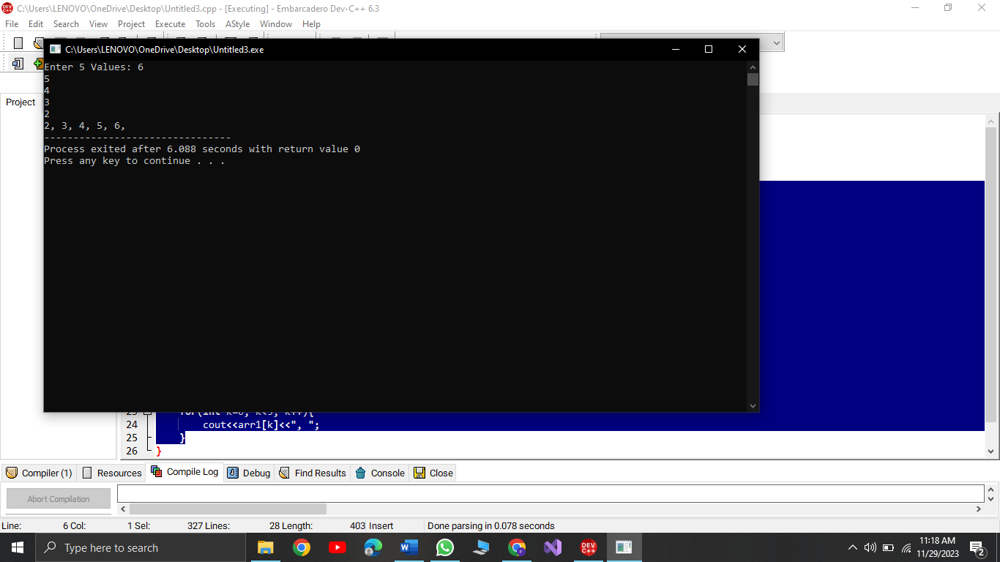 C:\Users\LENOVO\OneDrive\Desktop\Untitled3.cpp - [Executing] - Embarcadero Dev-C++ 6.3
File Edit Search View Project Execute Tools AStyle Window Help
C:\Users\LENOVO\OneDrive\Desktop\Untitled3.exe
Enter 5 Values: 6
5
4
3
2
2, 3, 4, 5, 6,
--------------------------------
Process exited after 6.088 seconds with return value 0
Press any key to continue . . .
Project
24 cout<<arr1[k]<<", ";
25 }
26 }
Compiler (1) Resources Compile Log Debug Find Results Console Close
Abort Compilation
Line: 6 Col: 1 Sel: 327 Lines: 28 Length: 403 Insert Done parsing in 0.078 seconds
Type here to search
11:18 AM
11/29/2023
2